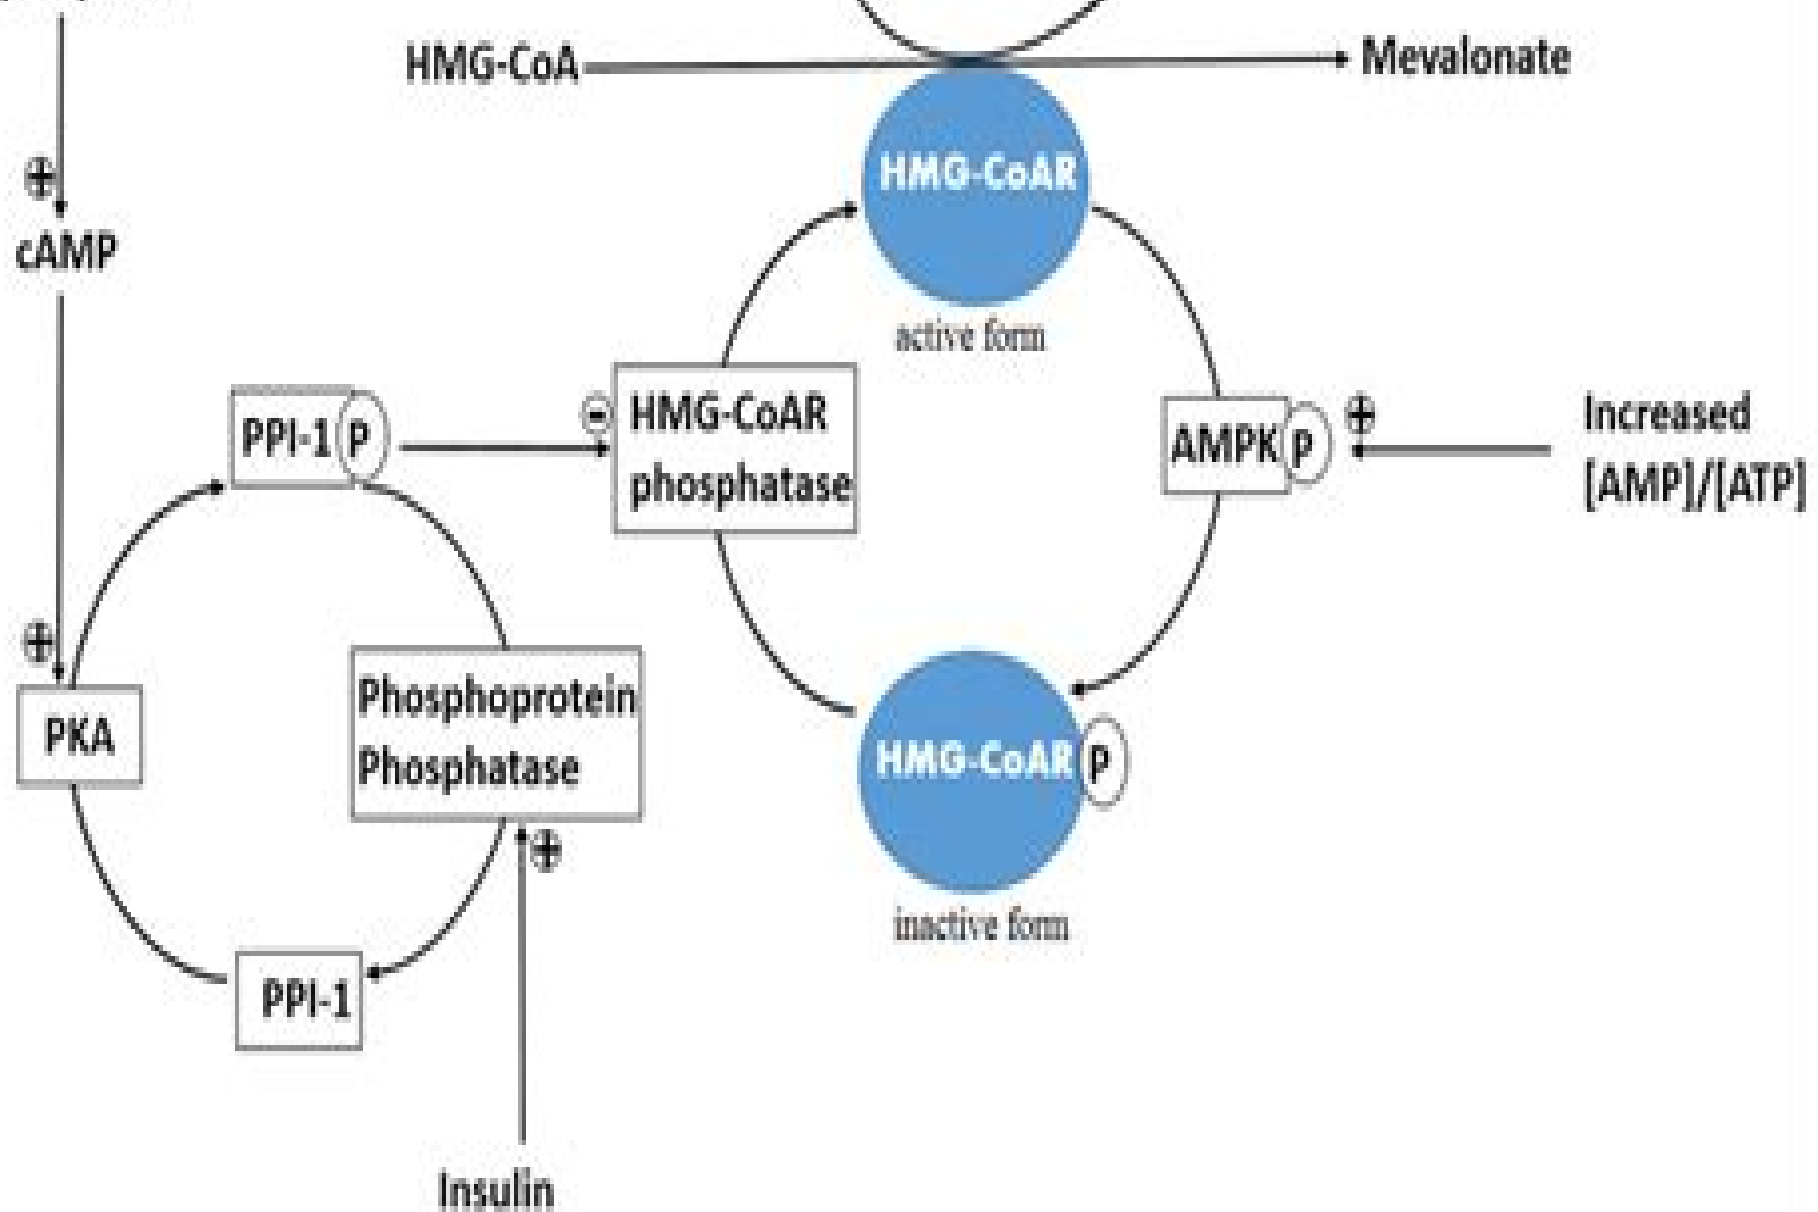 HMG-CoA
Mevalonate
HMG-CoAR
active form
cAMP
PPI-1 P
HMG-CoAR
phosphatase
AMPK P
Increased
[AMP]/[ATP]
PKA
Phosphoprotein
Phosphatase
HMG-CoAR P
inactive form
PPI-1
Insulin